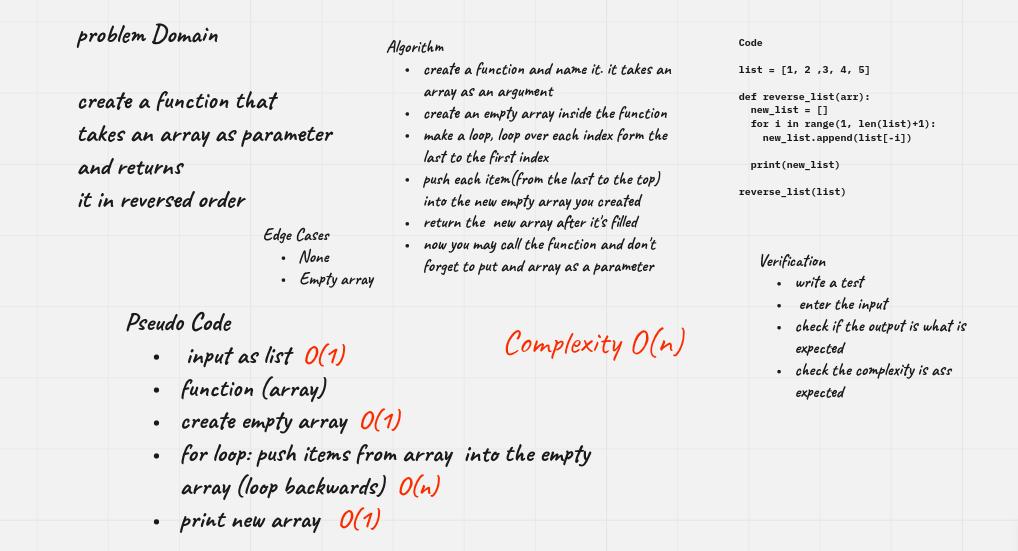 problem Domain
create a function that
takes an array as parameter
and returns
it in reversed order
Edge Cases
• None
• Empty array
Algorithm
• create a function and name it. it takes an
array as an argument
• create an empty array inside the function
• make a loop, loop over each index form the
last to the first index
• push each item(from the last to the top)
into the new empty array you created
• return the new array after it's filled
• now you may call the function and don't
forget to put and array as a parameter
Code
list = [1, 2 ,3, 4, 5]
def reverse_list(arr):
new_list = []
for i in range(1, len(list)+1):
new_list.append(list[-i])
print(new_list)
reverse_list(list)
Verification
• write a test
• enter the input
• check if the output is what is
expected
• check the complexity is ass
expected
Pseudo Code
• input as list O(1)
• function (array)
• create empty array O(1)
• for loop: push items from array into the empty
array (loop backwards) O(n)
• print new array O(1)
Complexity O(n)